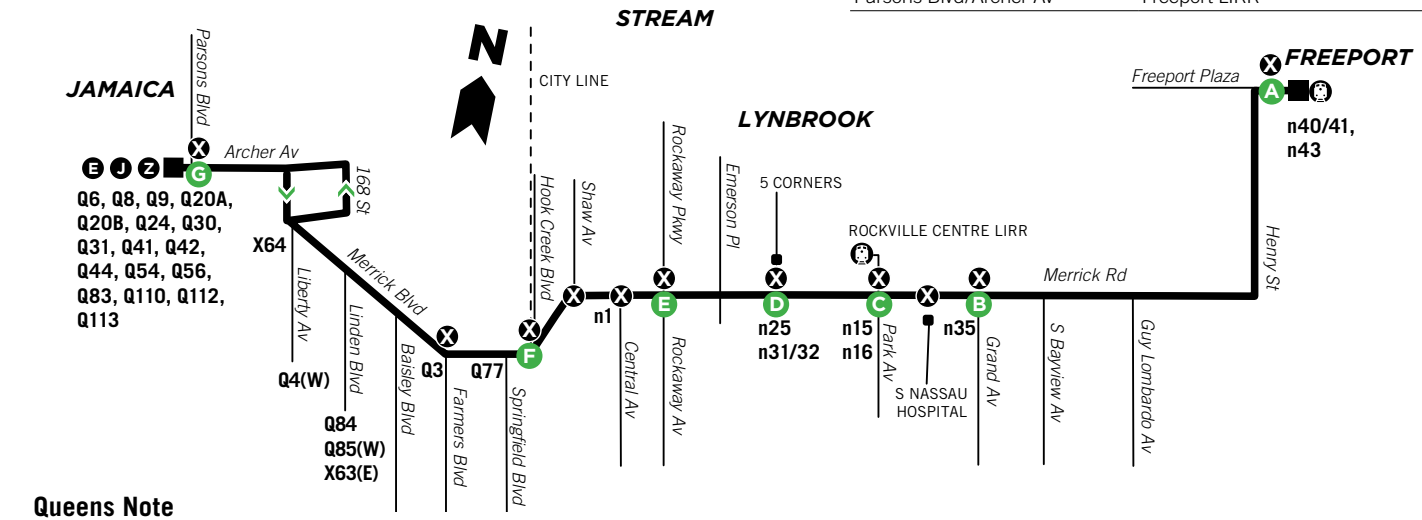 Parsons Blvd/Archer Av Freeport LIRR
STREAM
N
CITY LINE
JAMAICA
Parsons Blvd
X
G
Archer Av
168 St
E J Z
Q6, Q8, Q9, Q20A,
Q20B, Q24, Q30,
Q31, Q41, Q42,
Q44, Q54, Q56,
Q83, Q110, Q112,
Q113
X64
Liberty Av
Q4(W)
Merrick Blvd
Linden Blvd
Q84
Q85(W)
X63(E)
Baisley Blvd
X
Q3
Farmers Blvd
Q77
Springfield Blvd
X
F
Hook Creek Blvd
X
Shaw Av
X
n1
Central Av
Rockaway Pkwy
X
E
Rockaway Av
LYNBROOK
Emerson Pl
5 CORNERS
X
D
n25
n31/32
ROCKVILLE CENTRE LIRR
X
C
n15
n16
Park Av
X
S NASSAU
HOSPITAL
X
B
n35
Grand Av
Merrick Rd
S Bayview Av
Guy Lombardo Av
Henry St
Freeport Plaza
X
A
FREEPORT
n40/41,
n43
Queens Note